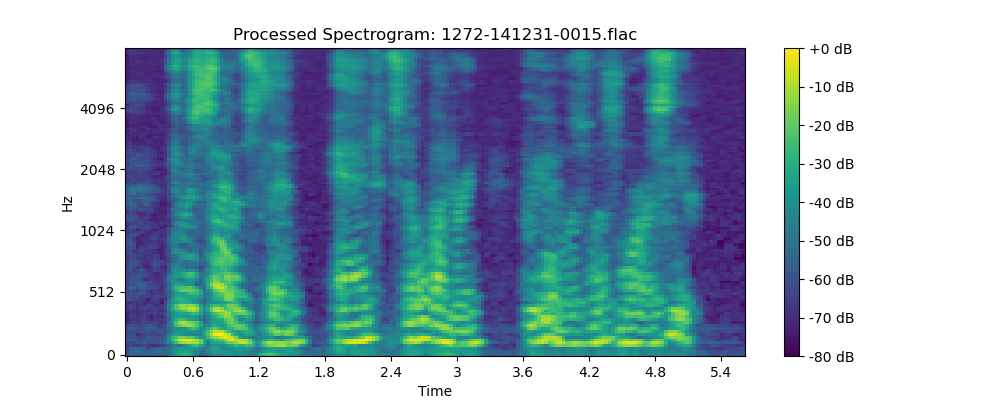 Processed Spectrogram: 1272-141231-0015.flac
Hz
4096
2048
1024
512
0
0 0.6 1.2 1.8 2.4 3 3.6 4.2 4.8 5.4
Time
+0 dB
-10 dB
-20 dB
-30 dB
-40 dB
-50 dB
-60 dB
-70 dB
-80 dB